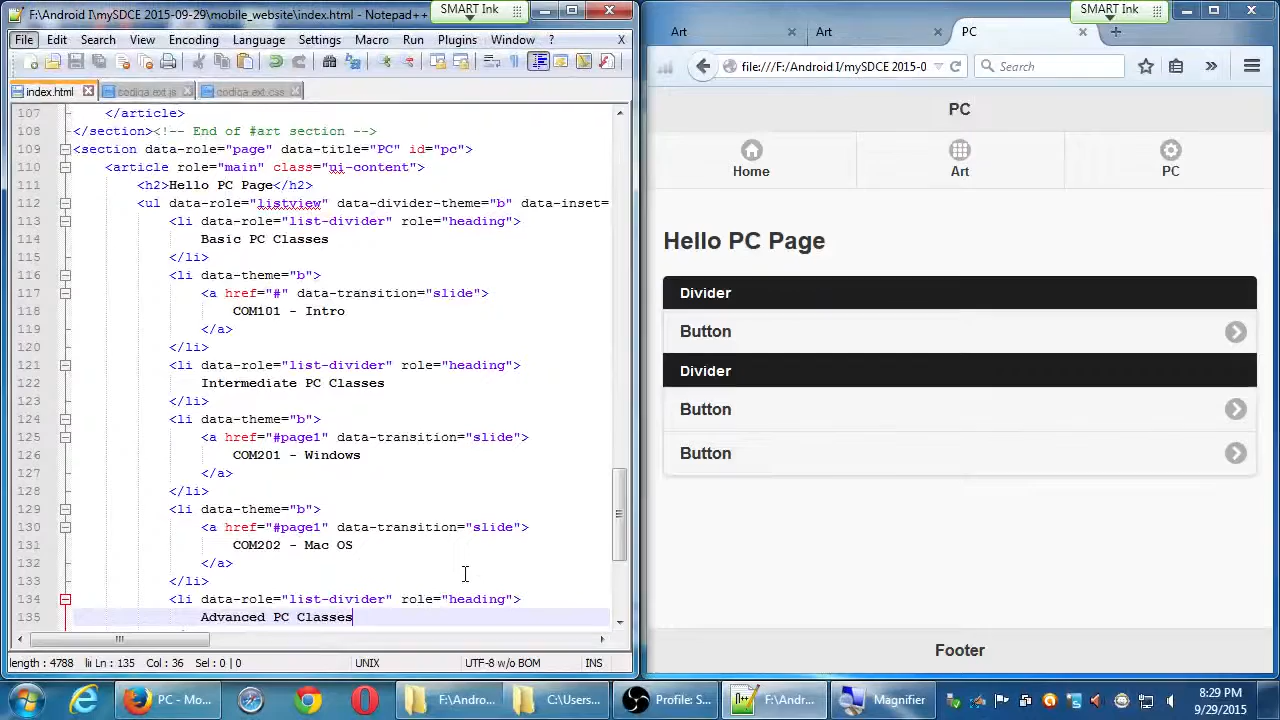 F:\Android I\mySDCE 2015-09-29\mobile_website\index.html - Notepad++
SMART Ink
File Edit Search View Encoding Language Settings Macro Run Plugins Window ? X
index.html codiqa.ext.js codiqa.ext.css
107 </article>
108 </section><!-- End of #art section -->
109 <section data-role="page" data-title="PC" id="pc">
110 <article role="main" class="ui-content">
111 <h2>Hello PC Page</h2>
112 <ul data-role="listview" data-divider-theme="b" data-inset=
113 <li data-role="list-divider" role="heading">
114 Basic PC Classes
115 </li>
116 <li data-theme="b">
117 <a href="#" data-transition="slide">
118 COM101 - Intro
119 </a>
120 </li>
121 <li data-role="list-divider" role="heading">
122 Intermediate PC Classes
123 </li>
124 <li data-theme="b">
125 <a href="#page1" data-transition="slide">
126 COM201 - Windows
127 </a>
128 </li>
129 <li data-theme="b">
130 <a href="#page1" data-transition="slide">
131 COM202 - Mac OS
132 </a>
133 </li>
134 <li data-role="list-divider" role="heading">
135 Advanced PC Classes
length : 4788 lii Ln : 135 Col : 36 Sel : 0 | 0 UNIX UTF-8 w/o BOM INS
SMART Ink
Art Art PC
file:///F:/Android I/mySDCE 2015-0 Search
PC
Home Art PC
Hello PC Page
Divider
Button
Divider
Button
Button
Footer
PC - Mo... F:\Andro... C:\Users... Profile: S... F:\Andr... Magnifier
8:29 PM
9/29/2015